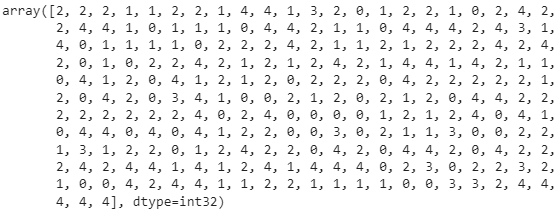 array([2, 2, 2, 1, 1, 2, 2, 1, 4, 4, 1, 3, 2, 0, 1, 2, 2, 1, 0, 2, 4, 2,
2, 4, 4, 1, 0, 1, 1, 1, 0, 4, 4, 2, 1, 1, 0, 4, 4, 4, 2, 4, 3, 1,
4, 0, 1, 1, 1, 1, 0, 2, 2, 2, 4, 2, 1, 1, 2, 1, 2, 2, 2, 4, 2, 4,
2, 0, 1, 0, 2, 2, 4, 2, 1, 2, 1, 2, 4, 2, 1, 4, 4, 1, 4, 2, 1, 1,
0, 4, 1, 2, 0, 4, 1, 2, 1, 2, 0, 2, 2, 2, 0, 4, 2, 2, 2, 2, 2, 1,
2, 0, 4, 2, 0, 3, 4, 1, 0, 0, 2, 1, 2, 0, 2, 1, 2, 0, 4, 4, 2, 2,
2, 2, 2, 2, 2, 4, 0, 2, 4, 0, 0, 0, 0, 1, 2, 1, 2, 4, 0, 4, 1,
0, 4, 4, 0, 4, 0, 4, 1, 2, 2, 0, 0, 3, 0, 2, 1, 1, 3, 0, 0, 2, 2,
1, 3, 1, 2, 2, 0, 1, 2, 4, 2, 2, 0, 4, 2, 0, 4, 4, 2, 0, 4, 2, 2,
2, 4, 2, 4, 4, 1, 4, 1, 2, 4, 1, 4, 4, 4, 0, 2, 3, 0, 2, 2, 3, 2,
1, 0, 0, 4, 2, 4, 4, 1, 1, 2, 2, 1, 1, 1, 1, 0, 0, 3, 3, 2, 4, 4,
4, 4, 4], dtype=int32)